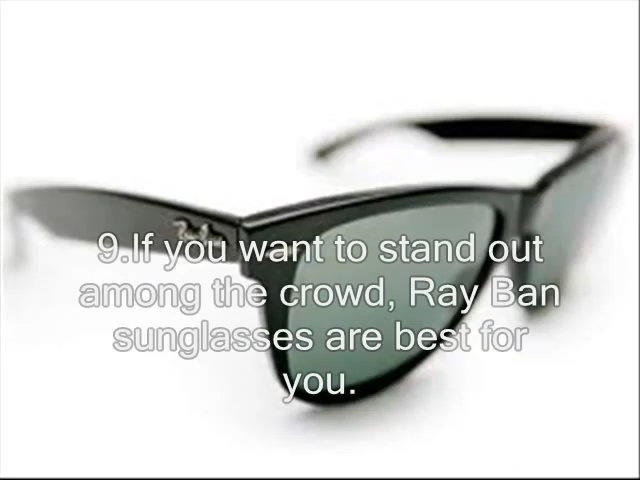 9.If you want to stand out
among the crowd, Ray Ban
sunglasses are best for
you.